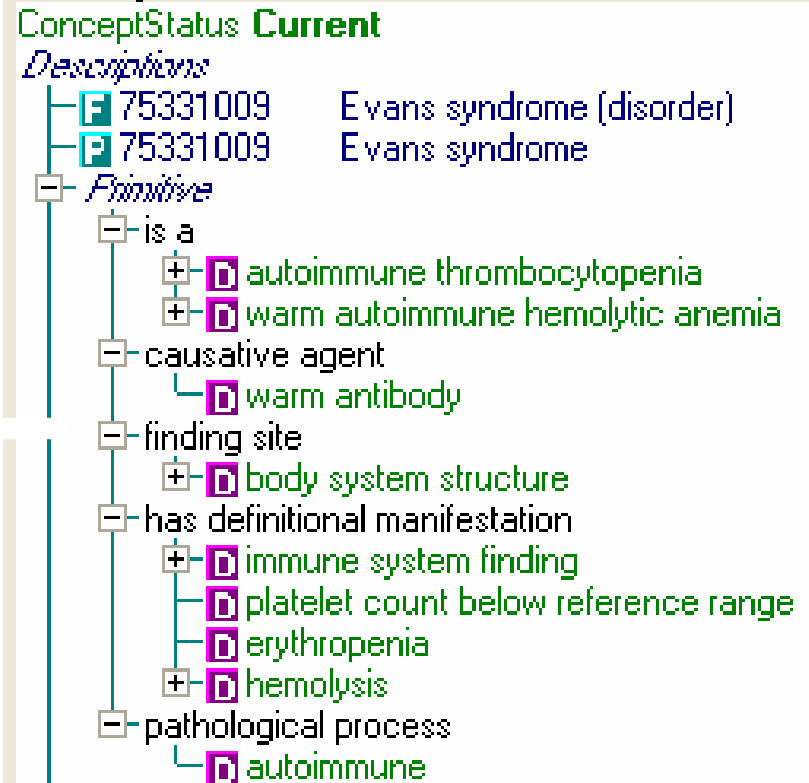 ConceptStatus Current
Descriptions
F 75331009 Evans syndrome (disorder)
P 75331009 Evans syndrome
Primitive
is a
D autoimmune thrombocytopenia
D warm autoimmune hemolytic anemia
causative agent
D warm antibody
finding site
D body system structure
has definitional manifestation
D immune system finding
D platelet count below reference range
D erythropenia
D hemolysis
pathological process
D autoimmune